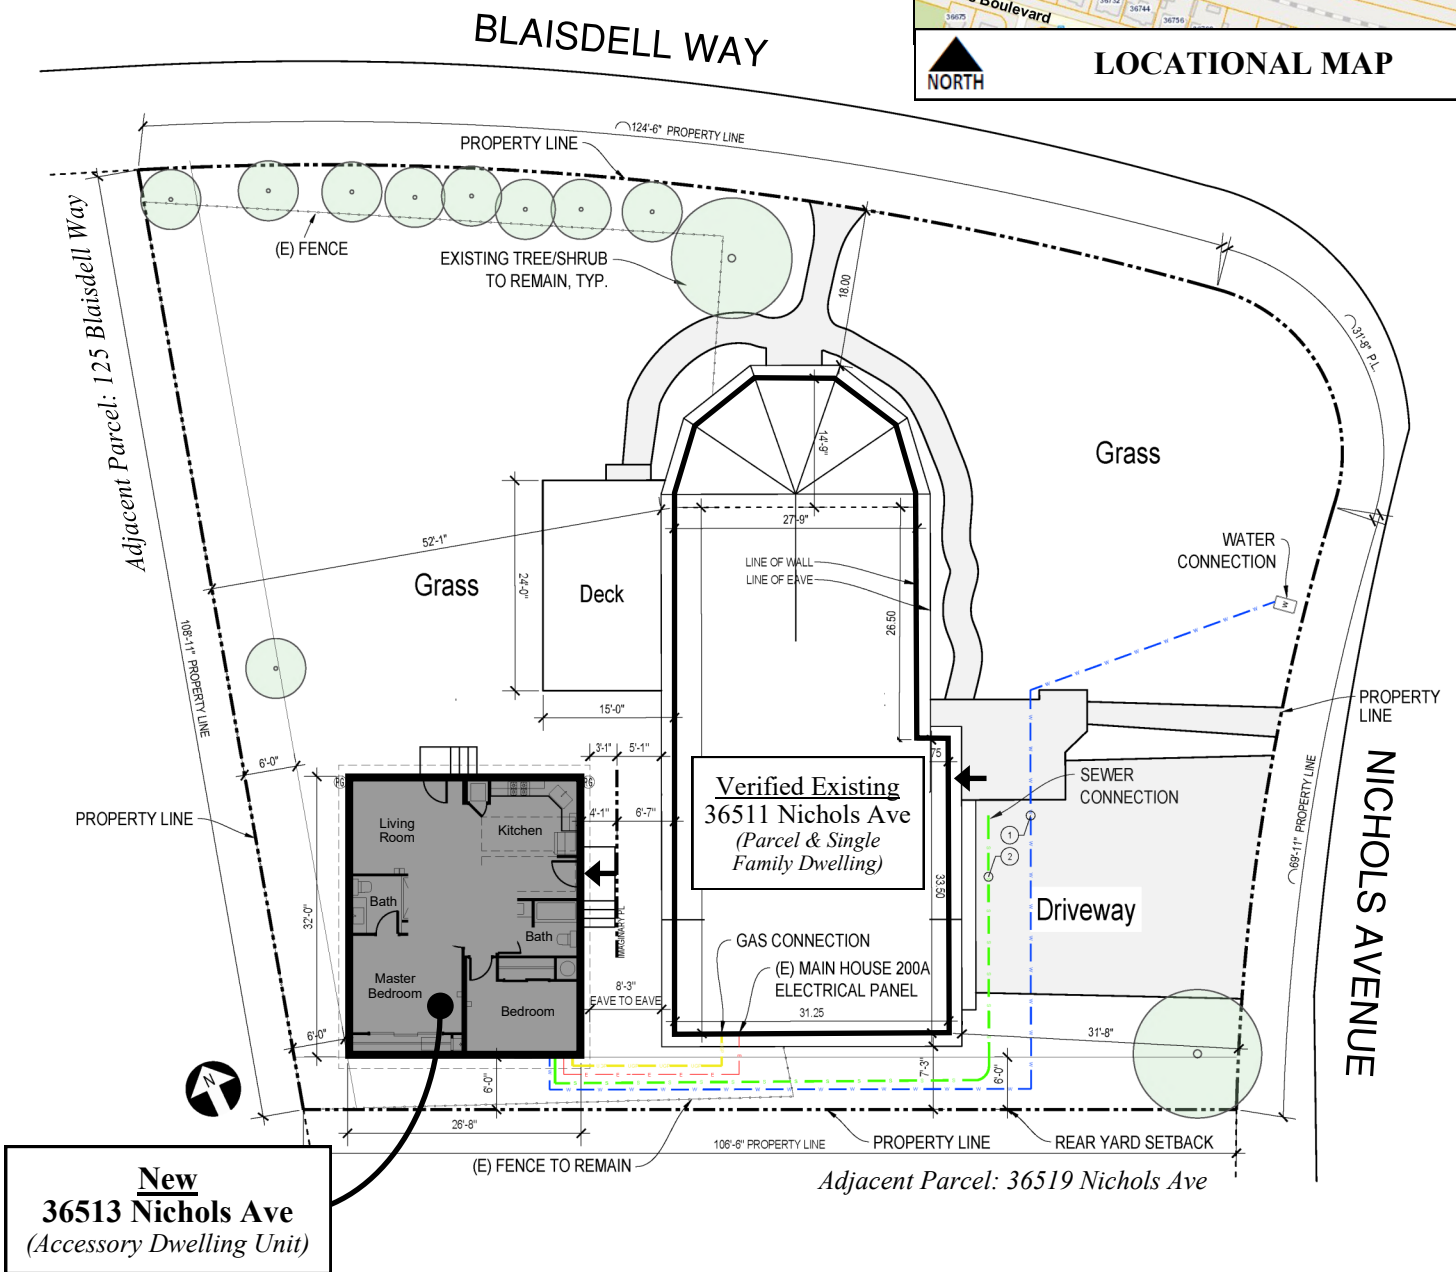 36675
Boulevard
36732
36744
36756
NORTH
LOCATIONAL MAP
BLAISDELL WAY
124'-6" PROPERTY LINE
PROPERTY LINE
(E) FENCE
EXISTING TREE/SHRUB
TO REMAIN, TYP.
18.00
31'-8" P.L.
Adjacent Parcel: 125 Blaisdell Way
14'-9"
Grass
52'-1"
27'-9"
LINE OF WALL
LINE OF EAVE
WATER
CONNECTION
W
Grass
24'-0"
Deck
26.50
108'-11" PROPERTY LINE
15'-0"
PROPERTY
LINE
NICHOLS AVENUE
3'-1"
5'-1"
6'-0"
.75
Verified Existing
36511 Nichols Ave
(Parcel & Single
Family Dwelling)
SEWER
CONNECTION
PROPERTY LINE
Living
Room
Kitchen
4'-1"
6'-7"
1
2
69'-11" PROPERTY LINE
33.50
32'-0"
Bath
Bath
IMAGINARY PL
Driveway
GAS CONNECTION
(E) MAIN HOUSE 200A
ELECTRICAL PANEL
Master
Bedroom
Bedroom
8'-3"
EAVE TO EAVE
31.25
6'-0"
31'-8"
N
6'-0"
7'-3"
6'-0"
26'-8"
106'-6" PROPERTY LINE
PROPERTY LINE
REAR YARD SETBACK
(E) FENCE TO REMAIN
Adjacent Parcel: 36519 Nichols Ave
New
36513 Nichols Ave
(Accessory Dwelling Unit)